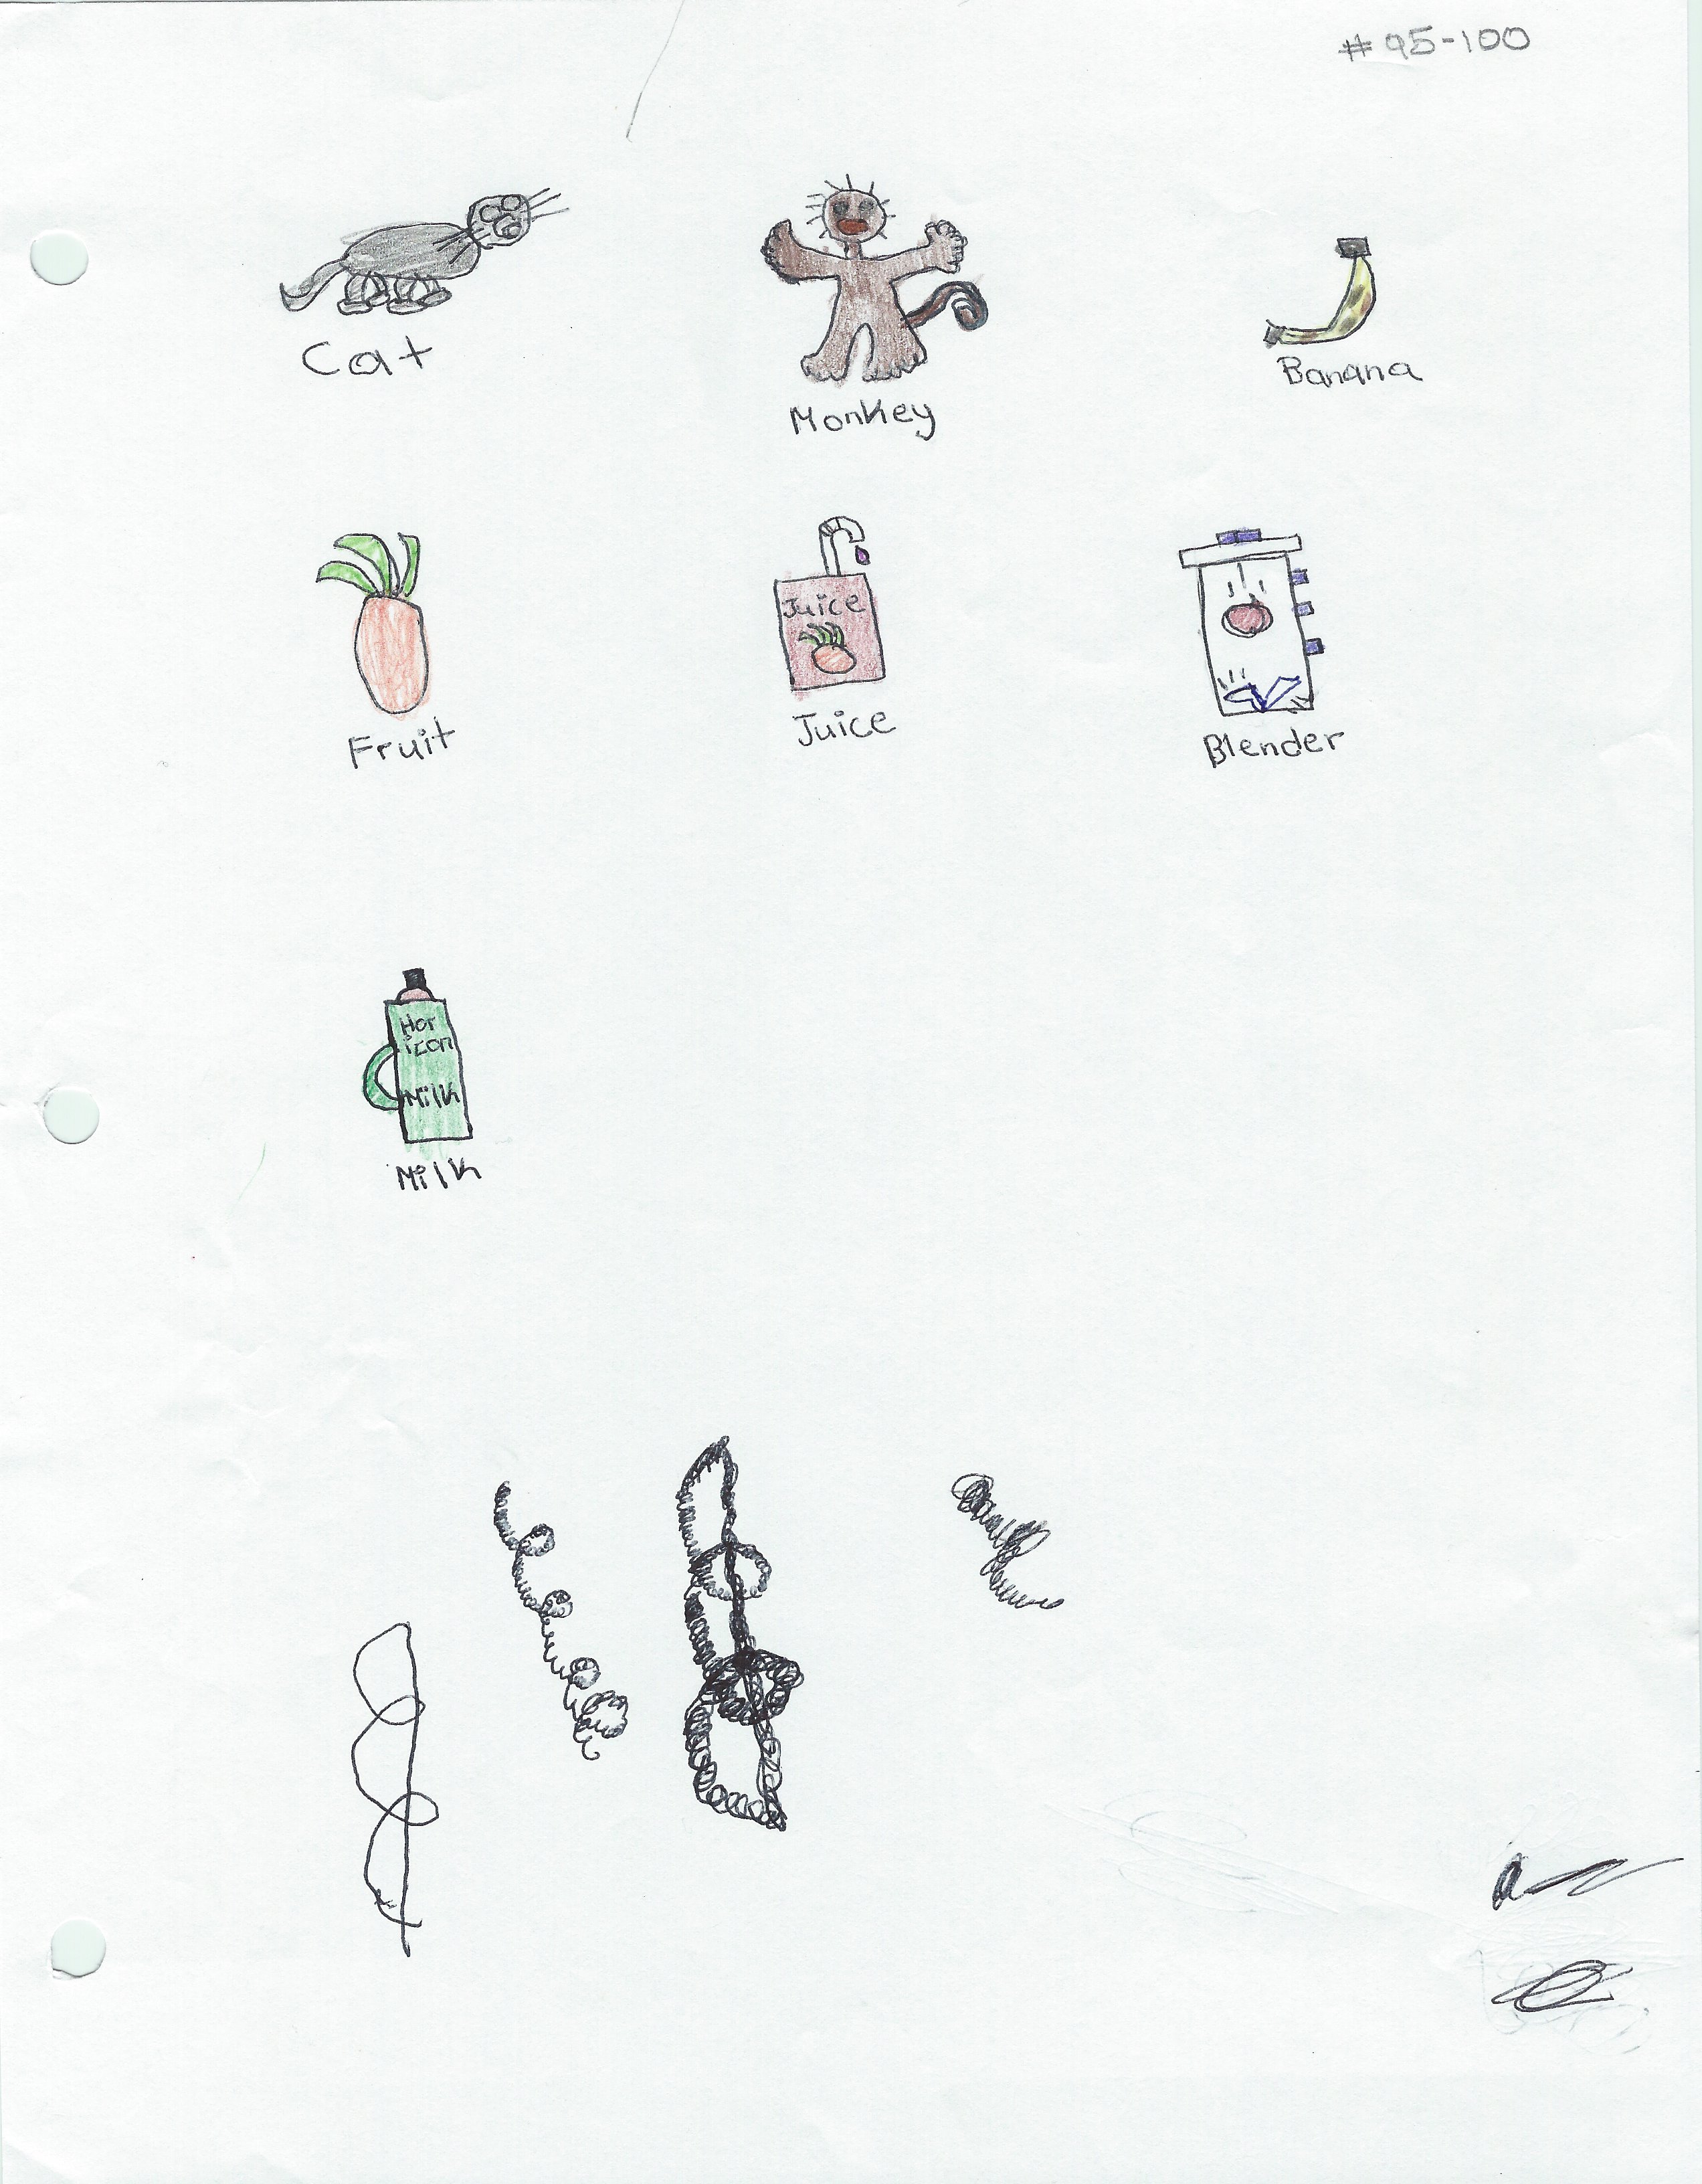 # 95-100
Cat
Monkey
Banana
Juice
Fruit
Juice
Blender
Hor
izon
Milk
Milk